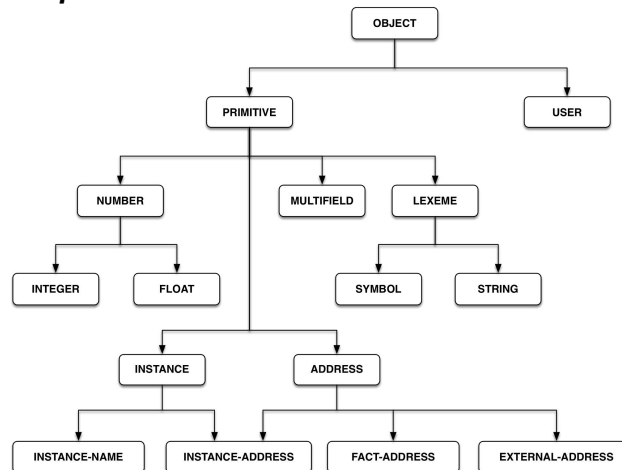 OBJECT
PRIMITIVE
USER
NUMBER
MULTIFIELD
LEXEME
INTEGER
FLOAT
SYMBOL
STRING
INSTANCE
ADDRESS
INSTANCE-NAME
INSTANCE-ADDRESS
FACT-ADDRESS
EXTERNAL-ADDRESS